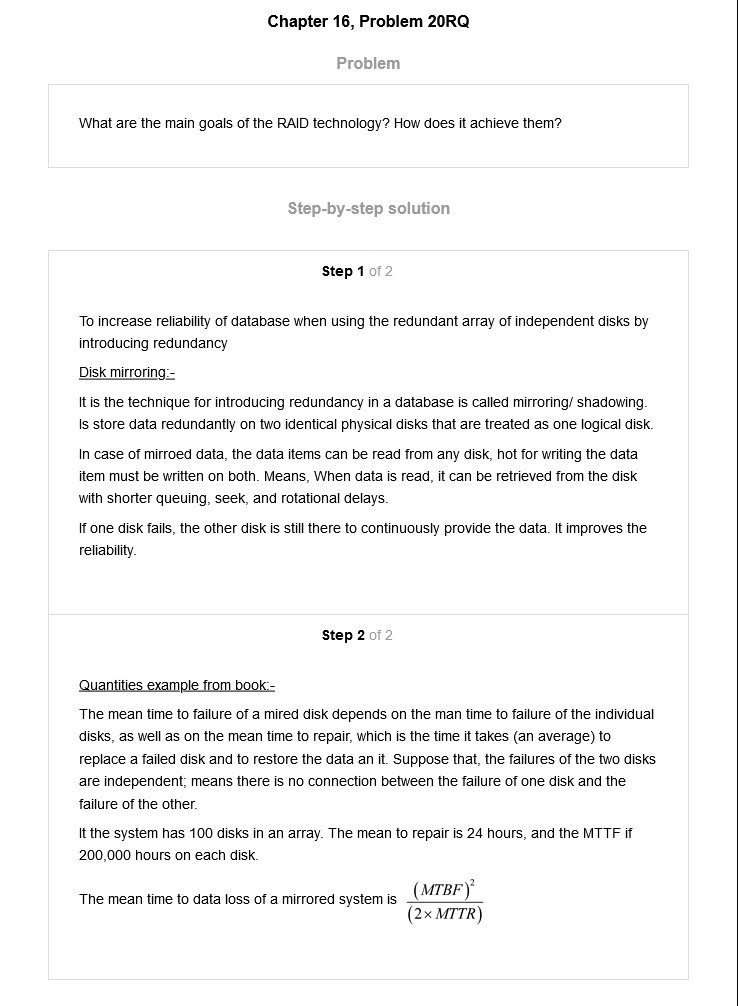 Chapter 16, Problem 20RQ
Problem
What are the main goals of the RAID technology? How does it achieve them?
Step-by-step solution
Step 1 of 2
To increase reliability of database when using the redundant array of independent disks by
introducing redundancy
Disk mirroring:-
It is the technique for introducing redundancy in a database is called mirroring/ shadowing.
Is store data redundantly on two identical physical disks that are treated as one logical disk.
In case of mirroed data, the data items can be read from any disk, hot for writing the data
item must be written on both. Means, When data is read, it can be retrieved from the disk
with shorter queuing, seek, and rotational delays.
If one disk fails, the other disk is still there to continuously provide the data. It improves the
reliability.
Step 2 of 2
Quantities example from book:-
The mean time to failure of a mired disk depends on the man time to failure of the individual
disks, as well as on the mean time to repair, which is the time it takes (an average) to
replace a failed disk and to restore the data an it. Suppose that, the failures of the two disks
are independent; means there is no connection between the failure of one disk and the
failure of the other.
It the system has 100 disks in an array. The mean to repair is 24 hours, and the MTTF if
200,000 hours on each disk.
The mean time to data loss of a mirrored system is (MTBF)² / (2× MTTR)